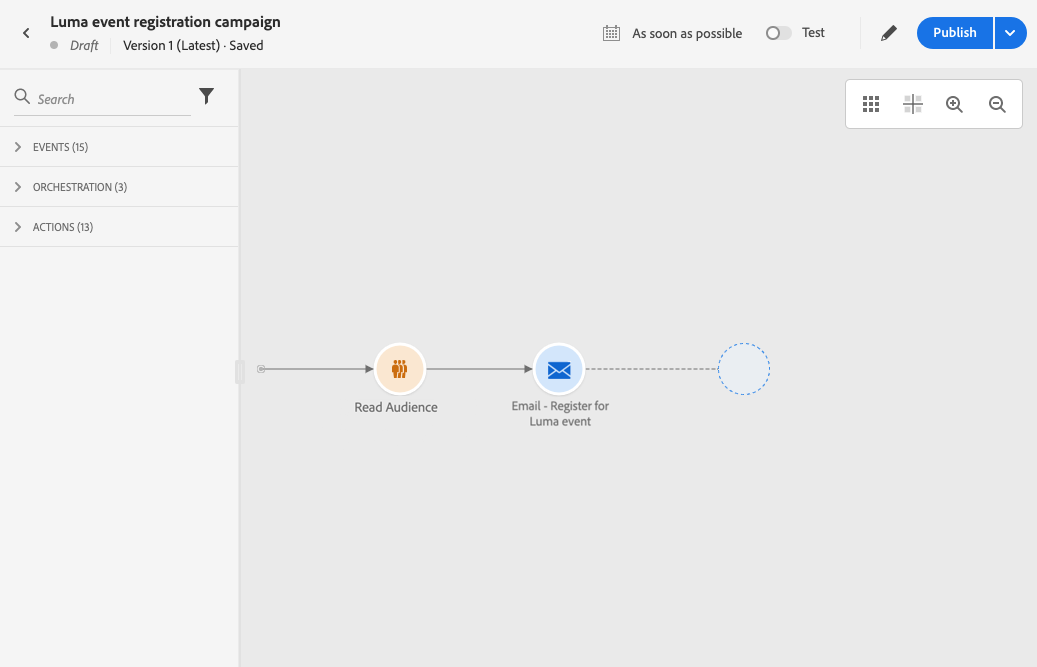 Luma event registration campaign
Draft Version 1 (Latest) · Saved
As soon as possible
Test
Publish
Search
EVENTS (15)
ORCHESTRATION (3)
ACTIONS (13)
Read Audience
Email - Register for
Luma event